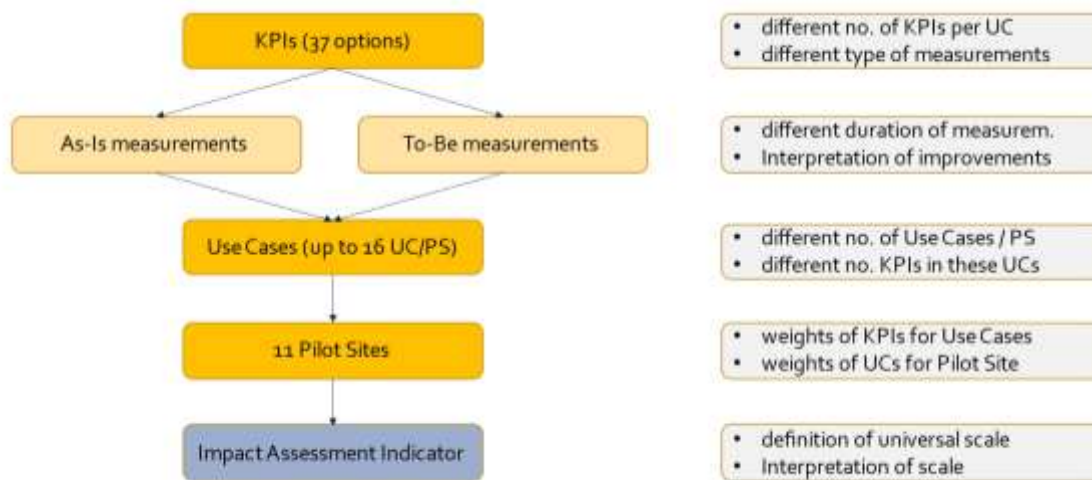 KPIs (37 options)
• different no. of KPIs per UC
• different type of measurements
As-Is measurements
To-Be measurements
• different duration of measurem.
• Interpretation of improvements
Use Cases (up to 16 UC/PS)
• different no. of Use Cases / PS
• different no. KPIs in these UCs
11 Pilot Sites
• weights of KPIs for Use Cases
• weights of UCs for Pilot Site
Impact Assessment Indicator
• definition of universal scale
• Interpretation of scale